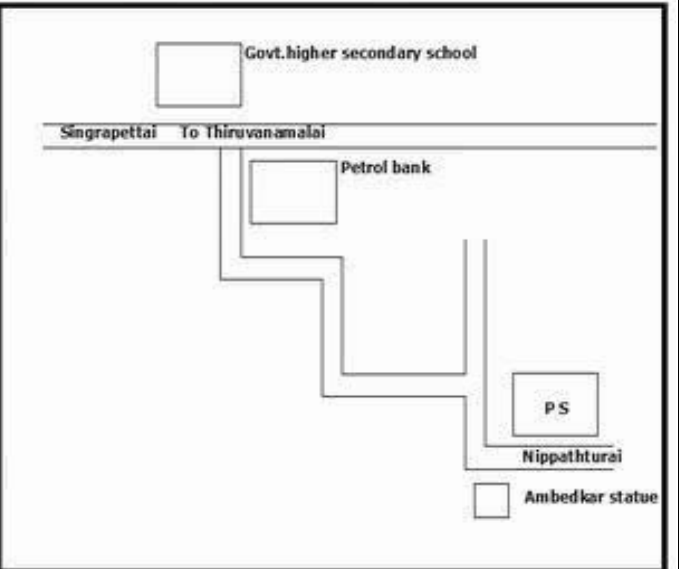 Govt.higher secondary school
Singrapettai To Thiruvanamalai
Petrol bank
P S
Nippathturai
Ambedkar statue